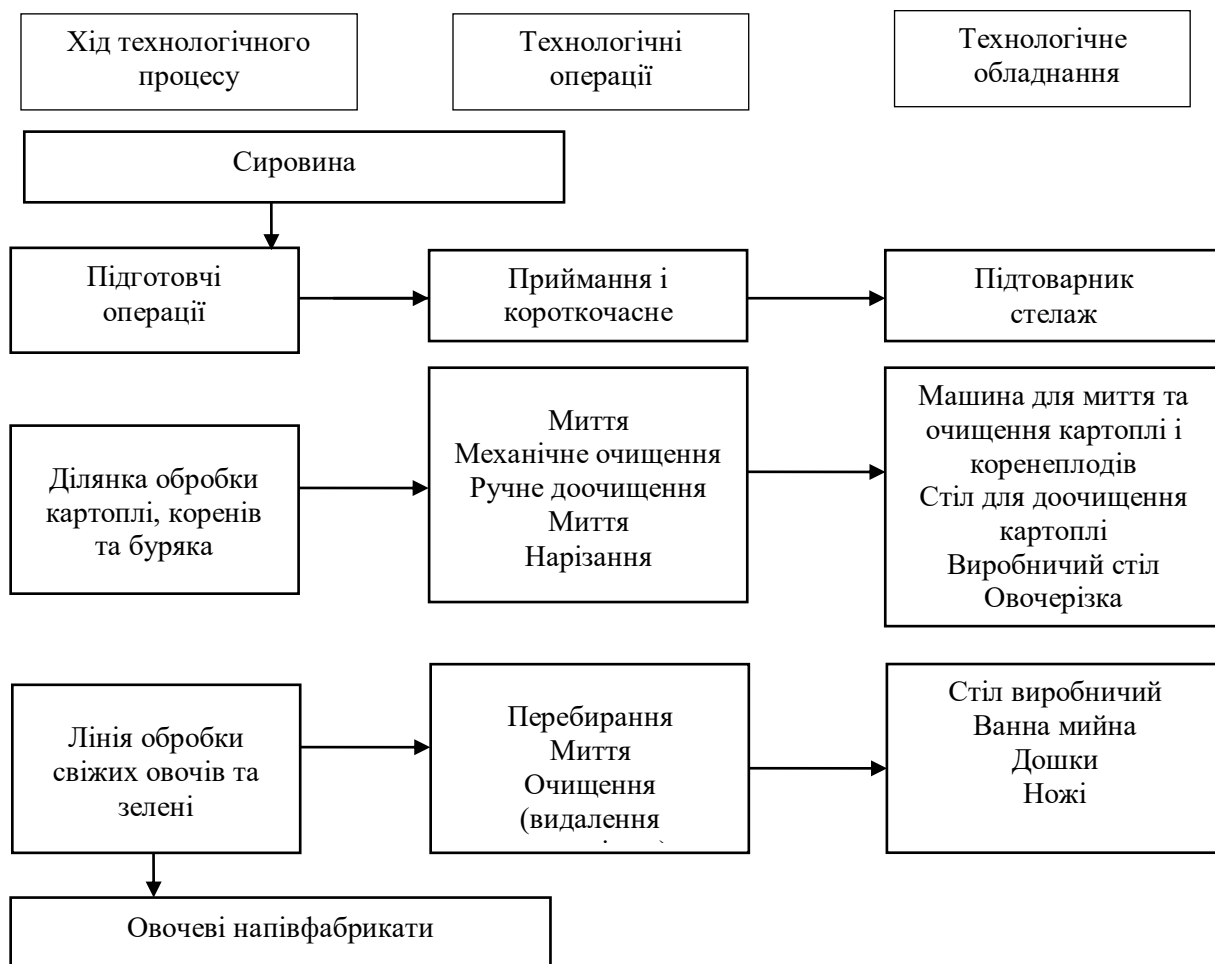 Хід технологічного
процесу
Технологічні
операції
Технологічне
обладнання
Сировина
Підготовчі
операції
Приймання і
короткочасне
Підтоварник
стелаж
Ділянка обробки
картоплі, коренів
та буряка
Миття
Механічне очищення
Ручне доочищення
Миття
Нарізання
Машина для миття та
очищення картоплі і
коренеплодів
Стіл для доочищення
картоплі
Виробничий стіл
Овочерізка
Лінія обробки
свіжих овочів та
зелені
Перебирання
Миття
Очищення
(видалення
Стіл виробничий
Ванна мийна
Дошки
Ножі
Овочеві напівфабрикати